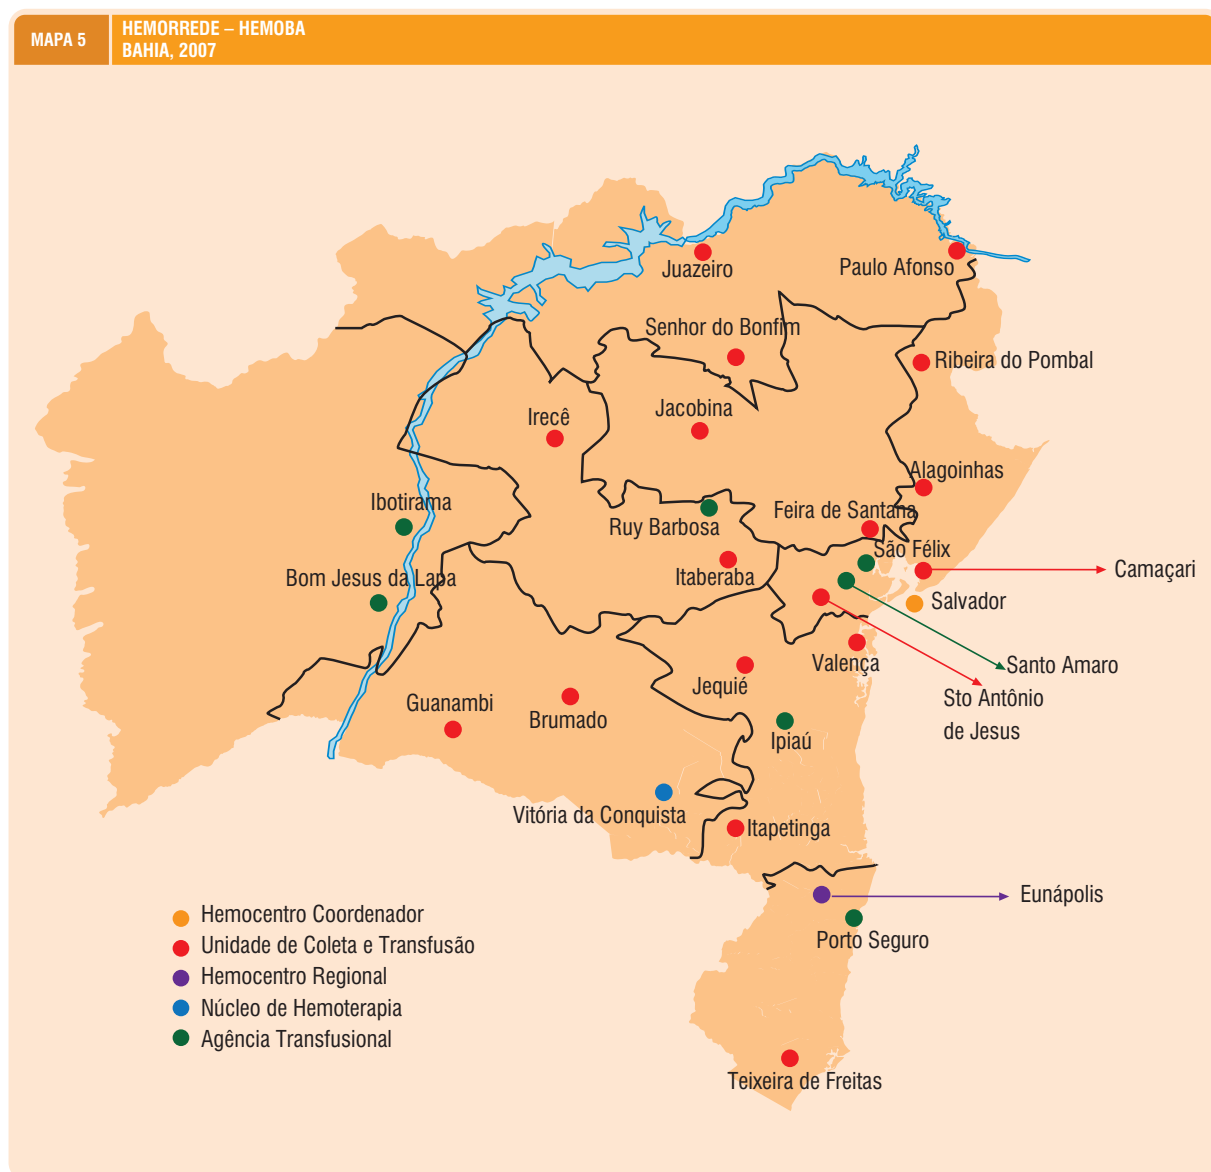 MAPA 5
HEMORREDE – HEMOBA
BAHIA, 2007
Juazeiro
Paulo Afonso
Senhor do Bonfim
Ribeira do Pombal
Jacobina
Irecê
Alagoinhas
Ibotirama
Feira de Santana
Ruy Barbosa
São Félix
Itaberaba
Camaçari
Bom Jesus da Lapa
Salvador
Valença
Santo Amaro
Jequié
Sto Antônio
de Jesus
Guanambi
Brumado
Ipiaú
Vitória da Conquista
Itapetinga
Eunápolis
Porto Seguro
Hemocentro Coordenador
Unidade de Coleta e Transfusão
Hemocentro Regional
Núcleo de Hemoterapia
Agência Transfusional
Teixeira de Freitas